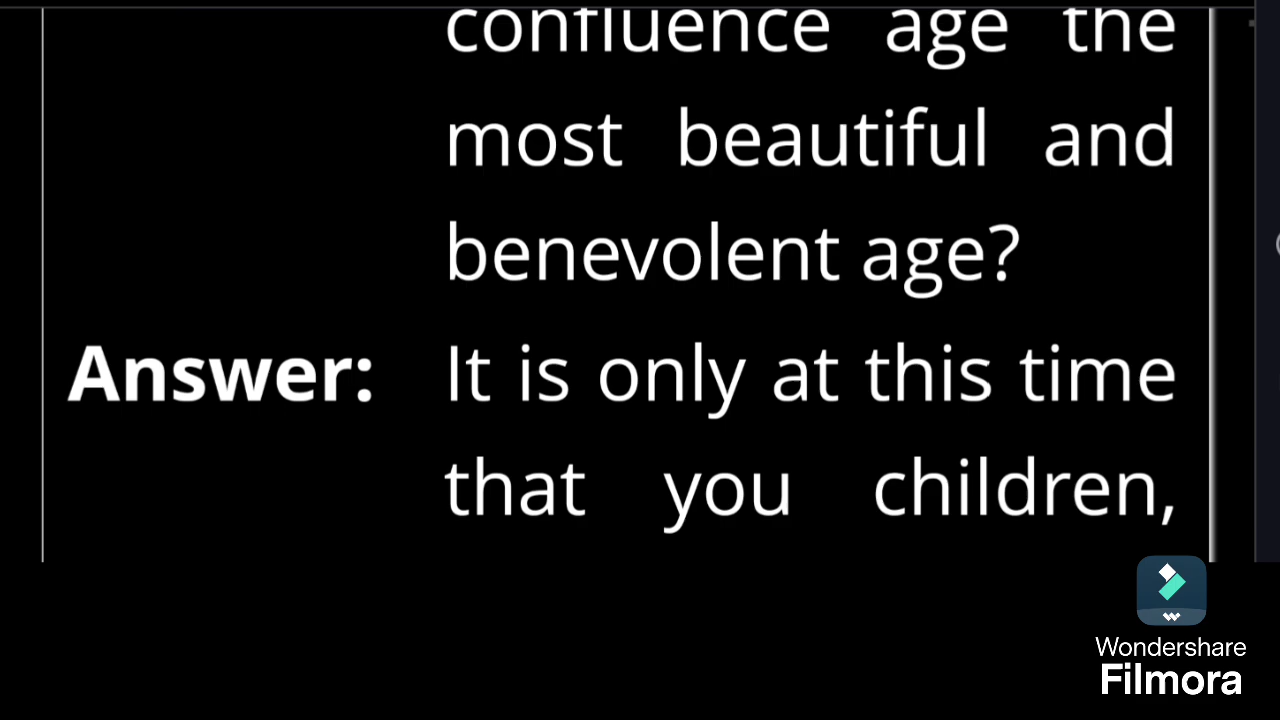 confluence age the
most beautiful and
benevolent age?
Answer: It is only at this time
that you children,
Wondershare
Filmora